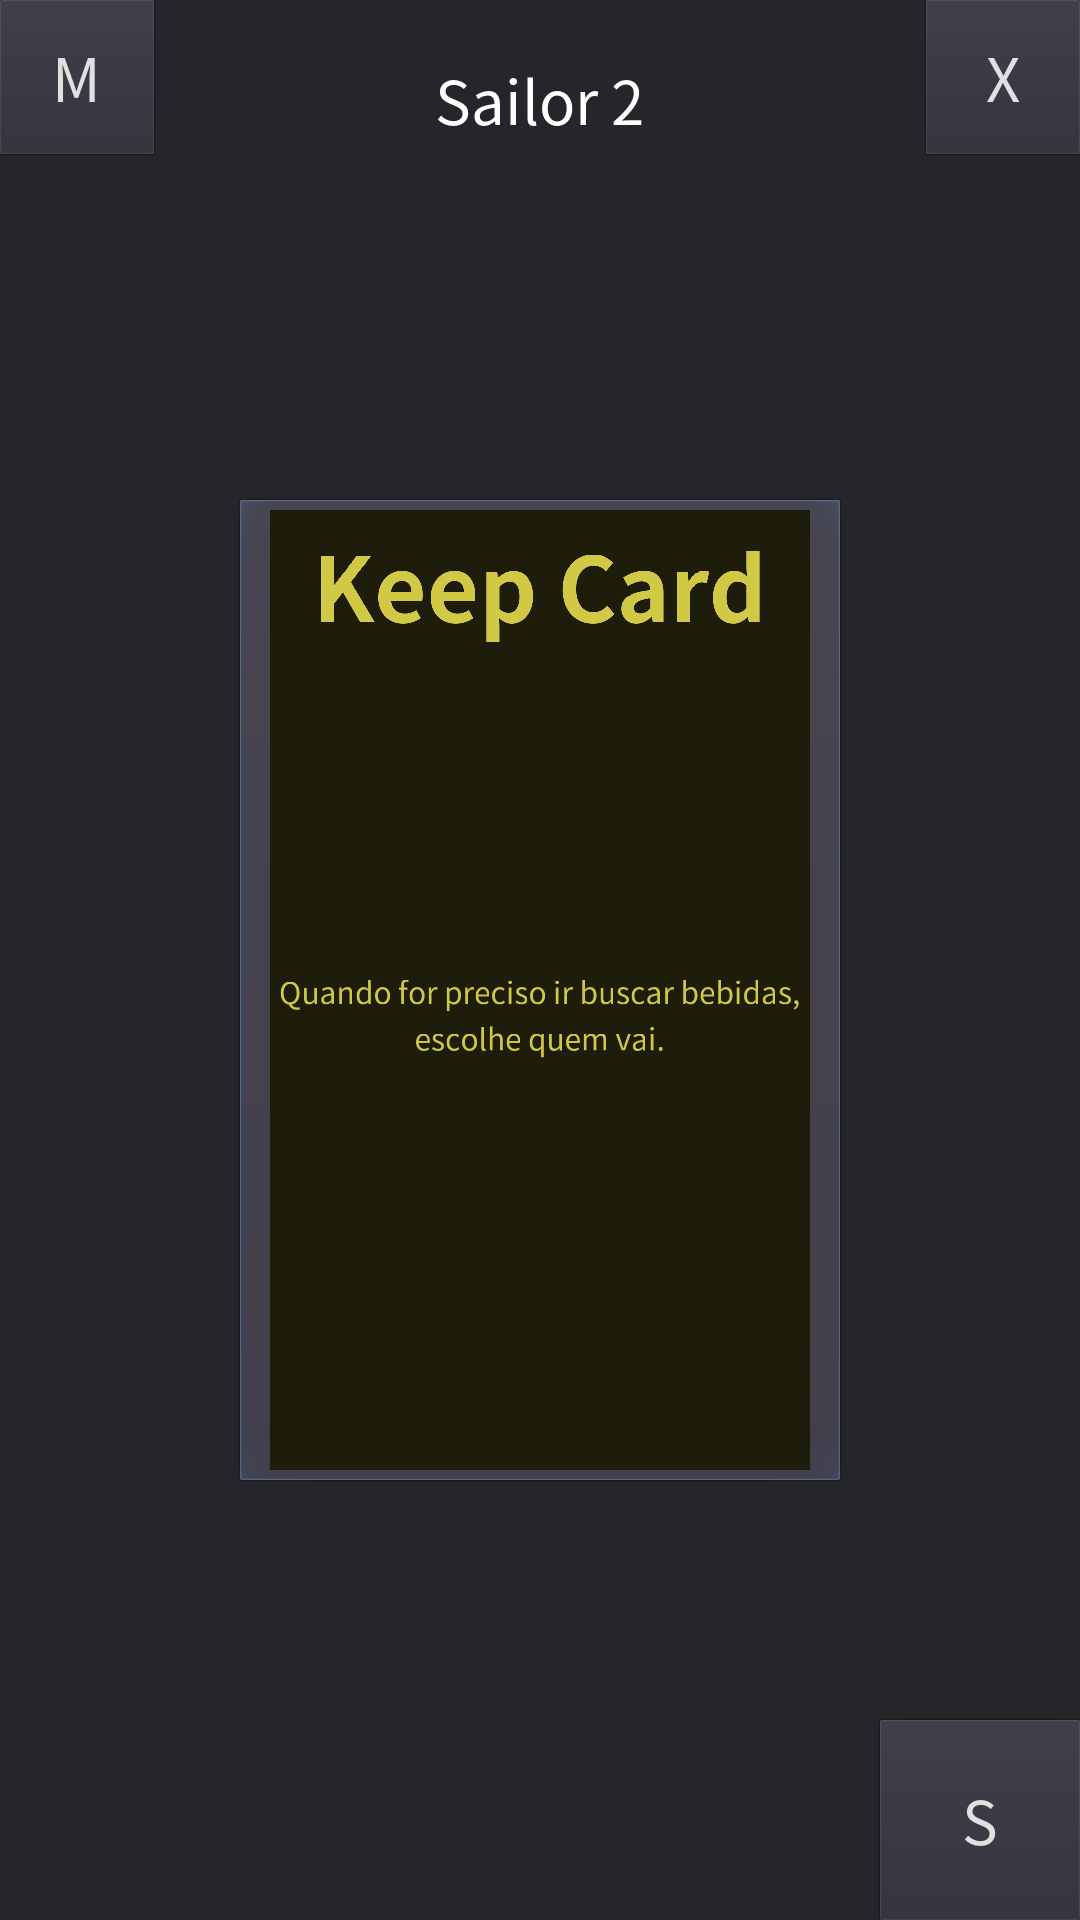 M
Sailor 2
X
Keep Card
Quando for preciso ir buscar bebidas,
escolhe quem vai.
S